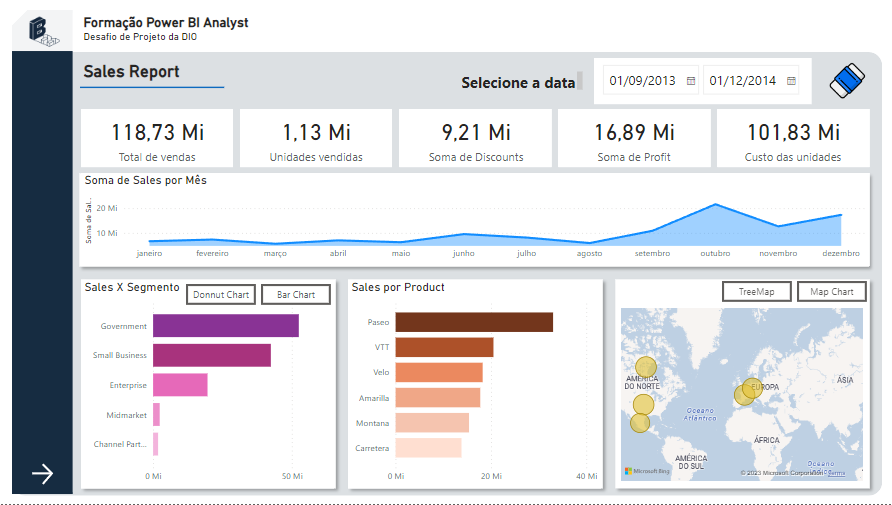 Formação Power BI Analyst
Desafio de Projeto da DIO
Sales Report
Selecione a data
01/09/2013
01/12/2014
118,73 Mi
Total de vendas
1,13 Mi
Unidades vendidas
9,21 Mi
Soma de Discounts
16,89 Mi
Soma de Profit
101,83 Mi
Custo das unidades
Soma de Sales por Mês
Soma de Sal...
20 Mi
10 Mi
janeiro
fevereiro
março
abril
maio
junho
julho
agosto
setembro
outubro
novembro
dezembro
Sales X Segmento
Donnut Chart
Bar Chart
Government
Small Business
Enterprise
Midmarket
Channel Part...
0 Mi
50 Mi
Sales por Product
Paseo
VTT
Velo
Amarilla
Montana
Carretera
0 Mi
20 Mi
40 Mi
TreeMap
Map Chart
AMÉRICA
DO NORTE
EUROPA
ÁSIA
Oceano
Atlântico
ÁFRICA
AMÉRICA
DO SUL
Oceano
Microsoft Bing
© 2023 Microsoft Corporation
Terms